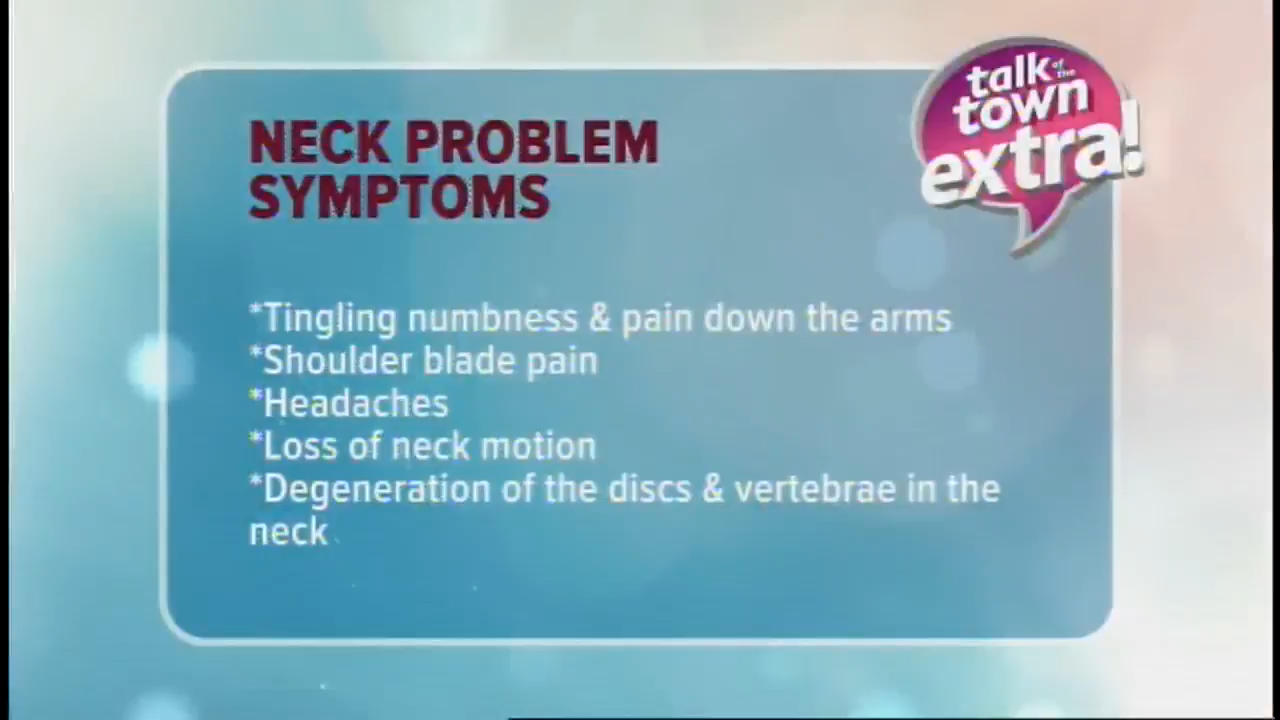 talk of the
town
extra!
NECK PROBLEM
SYMPTOMS
*Tingling numbness & pain down the arms
*Shoulder blade pain
*Headaches
*Loss of neck motion
*Degeneration of the discs & vertebrae in the
neck